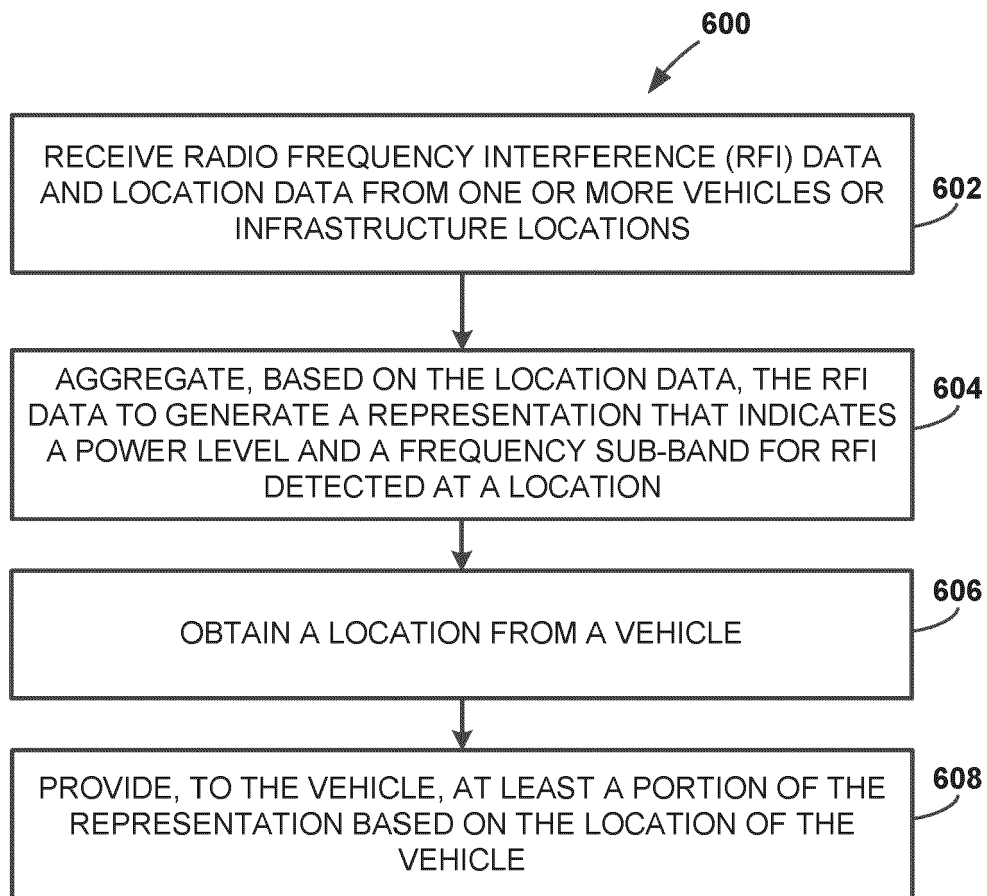 600
RECEIVE RADIO FREQUENCY INTERFERENCE (RFI) DATA
AND LOCATION DATA FROM ONE OR MORE VEHICLES OR
INFRASTRUCTURE LOCATIONS
602
AGGREGATE, BASED ON THE LOCATION DATA, THE RFI
DATA TO GENERATE A REPRESENTATION THAT INDICATES
A POWER LEVEL AND A FREQUENCY SUB-BAND FOR RFI
DETECTED AT A LOCATION
604
OBTAIN A LOCATION FROM A VEHICLE
606
PROVIDE, TO THE VEHICLE, AT LEAST A PORTION OF THE
REPRESENTATION BASED ON THE LOCATION OF THE
VEHICLE
608